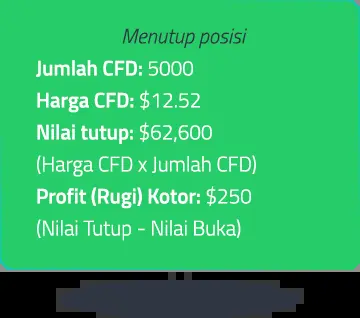 Menutup posisi
Jumlah CFD: 5000
Harga CFD: $12.52
Nilai tutup: $62,600
(Harga CFD x Jumlah CFD)
Profit (Rugi) Kotor: $250
(Nilai Tutup - Nilai Buka)